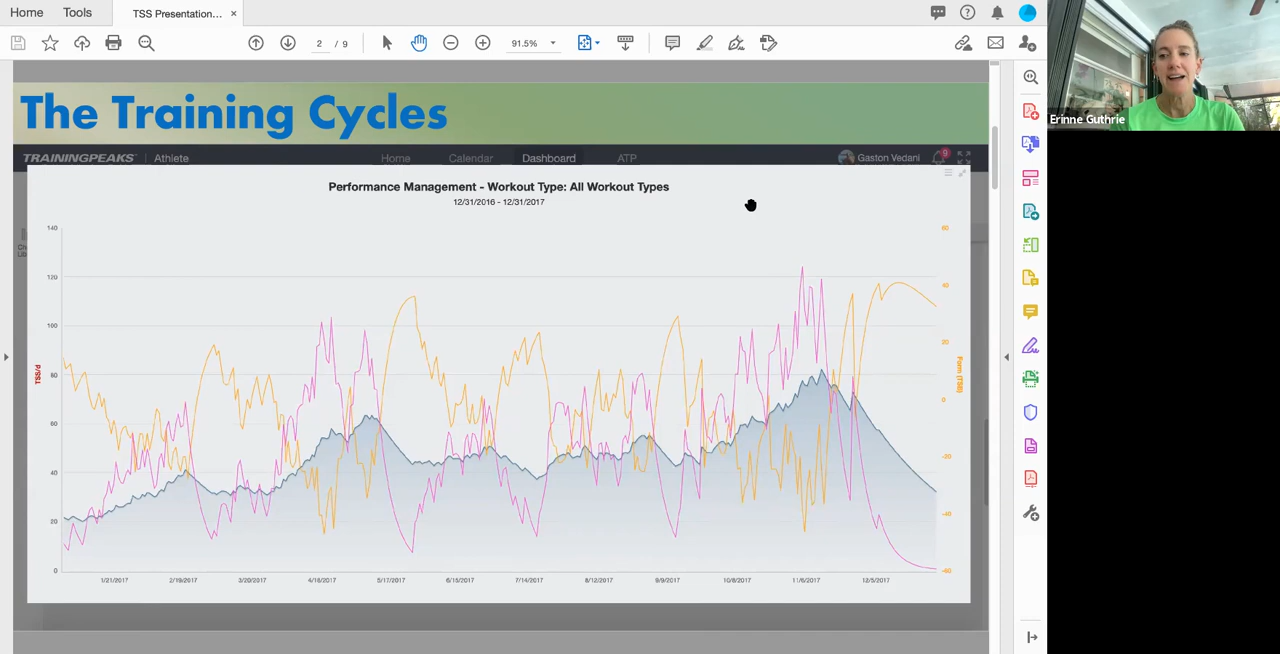 Home Tools TSS Presentation... ×
2 / 9 91.5%
Erinne Guthrie
The Training Cycles
TRAININGPEAKS Athlete Home Calendar Dashboard ATP Gaston Vedani 9
Performance Management - Workout Type: All Workout Types
12/31/2016 - 12/31/2017
140 60
120 40
100 20
80 0
60 -20
40 -40
20 -60
0
TSS/d
Form (TSB)
1/21/2017 2/19/2017 3/20/2017 4/16/2017 5/17/2017 6/15/2017 7/14/2017 8/12/2017 9/9/2017 10/8/2017 11/6/2017 12/5/2017